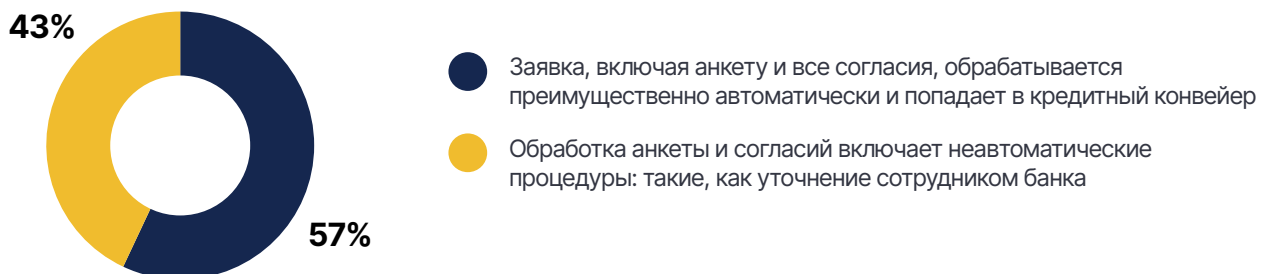 43%
Заявка, включая анкету и все согласия, обрабатывается
преимущественно автоматически и попадает в кредитный конвейер
Обработка анкеты и согласий включает неавтоматические
процедуры: такие, как уточнение сотрудником банка
57%